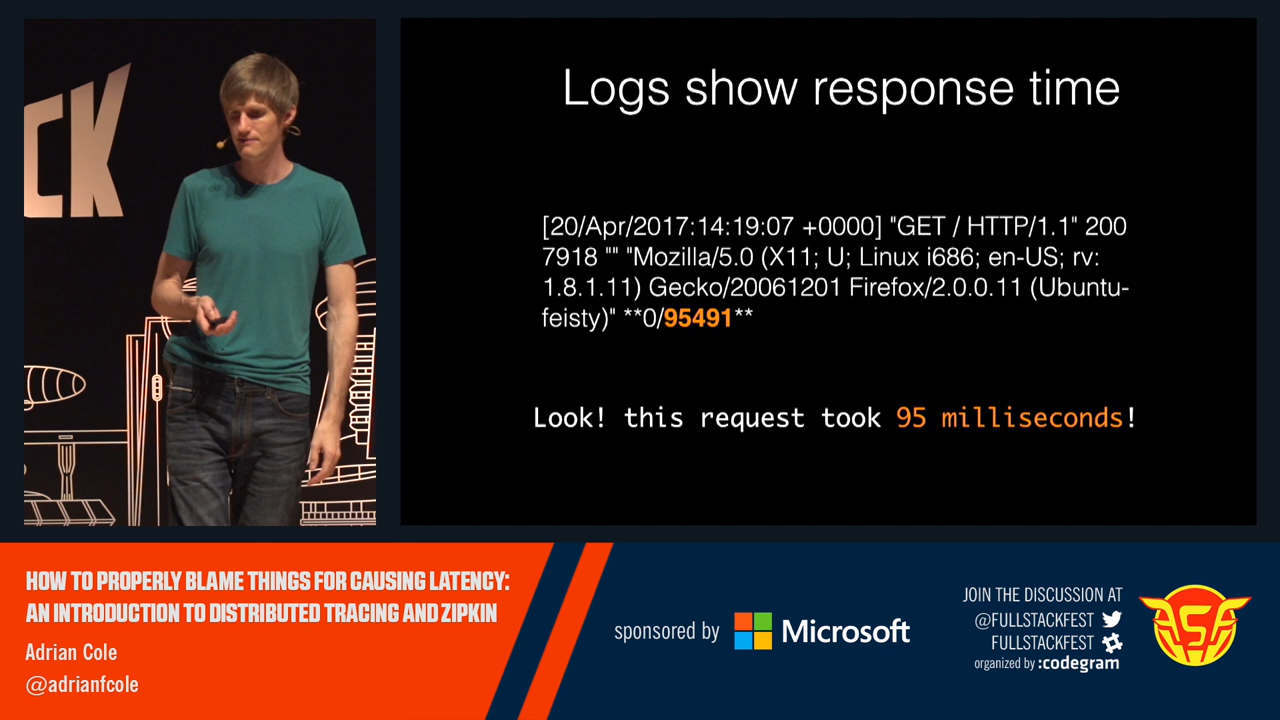 CK
Logs show response time
[20/Apr/2017:14:19:07 +0000] "GET / HTTP/1.1" 200
7918 "" "Mozilla/5.0 (X11; U; Linux i686; en-US; rv:
1.8.1.11) Gecko/20061201 Firefox/2.0.0.11 (Ubuntu-
feisty)" **0/95491**
Look! this request took 95 milliseconds!
HOW TO PROPERLY BLAME THINGS FOR CAUSING LATENCY:
AN INTRODUCTION TO DISTRIBUTED TRACING AND ZIPKIN
Adrian Cole
@adrianfcole
sponsored by Microsoft
JOIN THE DISCUSSION AT
@FULLSTACKFEST
FULLSTACKFEST
organized by :codegram
FSF